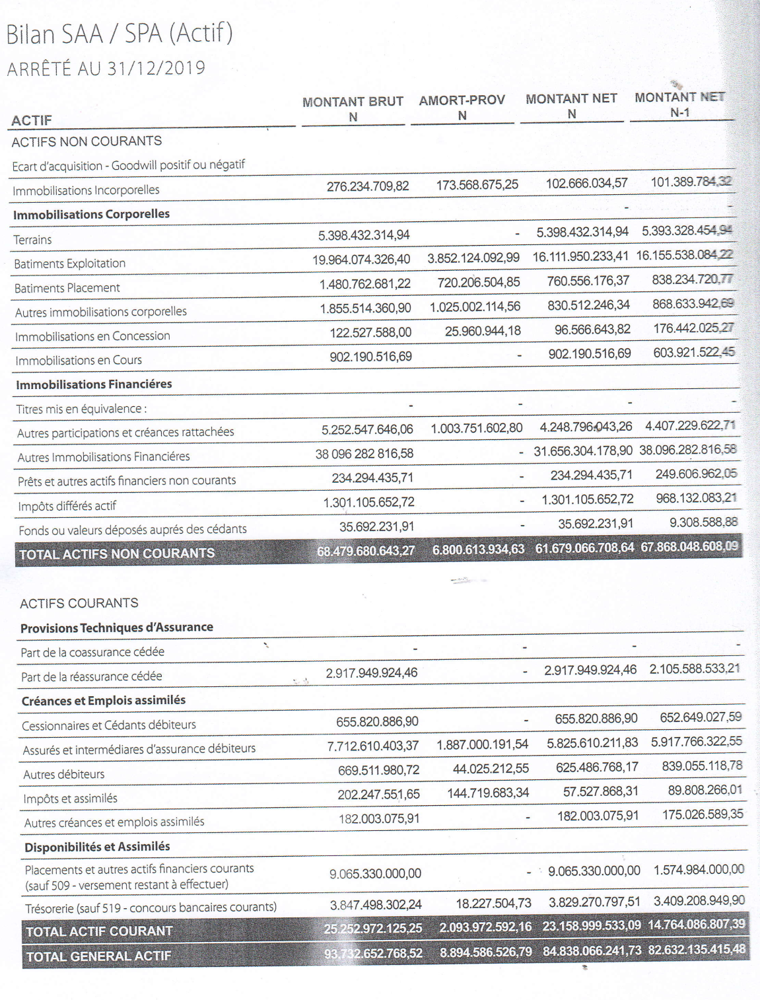 Bilan SAA / SPA (Actif)
ARRÊTÉ AU 31/12/2019
ACTIF MONTANT BRUT N AMORT-PROV N MONTANT NET N MONTANT NET N-1
ACTIFS NON COURANTS
Ecart d'acquisition - Goodwill positif ou négatif
Immobilisations Incorporelles 276.234.709,82 173.568.675,25 102.666.034,57 101.389.784,32
Immobilisations Corporelles - -
Terrains 5.398.432.314,94 - 5.398.432.314,94 5.393.328.454,94
Batiments Exploitation 19.964.074.326,40 3.852.124.092,99 16.111.950.233,41 16.155.538.084,22
Batiments Placement 1.480.762.681,22 720.206.504,85 760.556.176,37 838.234.720,77
Autres immobilisations corporelles 1.855.514.360,90 1.025.002.114,56 830.512.246,34 868.633.942,69
Immobilisations en Concession 122.527.588,00 25.960.944,18 96.566.643,82 176.442.025,27
Immobilisations en Cours 902.190.516,69 - 902.190.516,69 603.921.522,45
Immobilisations Financiéres
Titres mis en équivalence : - - - -
Autres participations et créances rattachées 5.252.547.646,06 1.003.751.602,80 4.248.796.043,26 4.407.229.622,71
Autres Immobilisations Financiéres 38 096 282 816,58 - 31.656.304.178,90 38.096.282.816,58
Prêts et autres actifs financiers non courants 234.294.435,71 - 234.294.435,71 249.606.962,05
Impôts différés actif 1.301.105.652,72 - 1.301.105.652,72 968.132.083,21
Fonds ou valeurs déposés auprés des cédants 35.692.231,91 - 35.692.231,91 9.308.588,88
TOTAL ACTIFS NON COURANTS 68.479.680.643,27 6.800.613.934,63 61.679.066.708,64 67.868.048.608,09
ACTIFS COURANTS
Provisions Techniques d'Assurance
Part de la coassurance cédée - - - -
Part de la réassurance cédée 2.917.949.924,46 - 2.917.949.924,46 2.105.588.533,21
Créances et Emplois assimilés
Cessionnaires et Cédants débiteurs 655.820.886,90 - 655.820.886,90 652.649.027,59
Assurés et intermédiares d'assurance débiteurs 7.712.610.403,37 1.887.000.191,54 5.825.610.211,83 5.917.766.322,55
Autres débiteurs 669.511.980,72 44.025.212,55 625.486.768,17 839.055.118,78
Impôts et assimilés 202.247.551,65 144.719.683,34 57.527.868,31 89.808.266,01
Autres créances et emplois assimilés 182.003.075,91 - 182.003.075,91 175.026.589,35
Disponibilités et Assimilés
Placements et autres actifs financiers courants
(sauf 509 - versement restant à effectuer) 9.065.330.000,00 - 9.065.330.000,00 1.574.984.000,00
Trésorerie (sauf 519 - concours bancaires courants) 3.847.498.302,24 18.227.504,73 3.829.270.797,51 3.409.208.949,90
TOTAL ACTIF COURANT 25.252.972.125,25 2.093.972.592,16 23.158.999.533,09 14.764.086.807,39
TOTAL GENERAL ACTIF 93.732.652.768,52 8.894.586.526,79 84.838.066.241,73 82.632.135.415,48